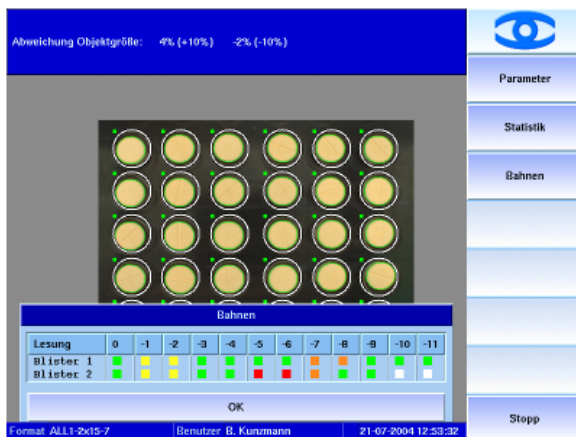 Abweichung Objektgröße: 4% (+10%) -2% (-10%)
Parameter
Statistik
Bahnen
Bahnen
Lesung 0 -1 -2 -3 -4 -5 -6 -7 -8 -9 -10 -11
Blister 1
Blister 2
OK
Stopp
Format ALL1-2x15-7 Benutzer B. Kunzmann 21-07-2004 12:53:32